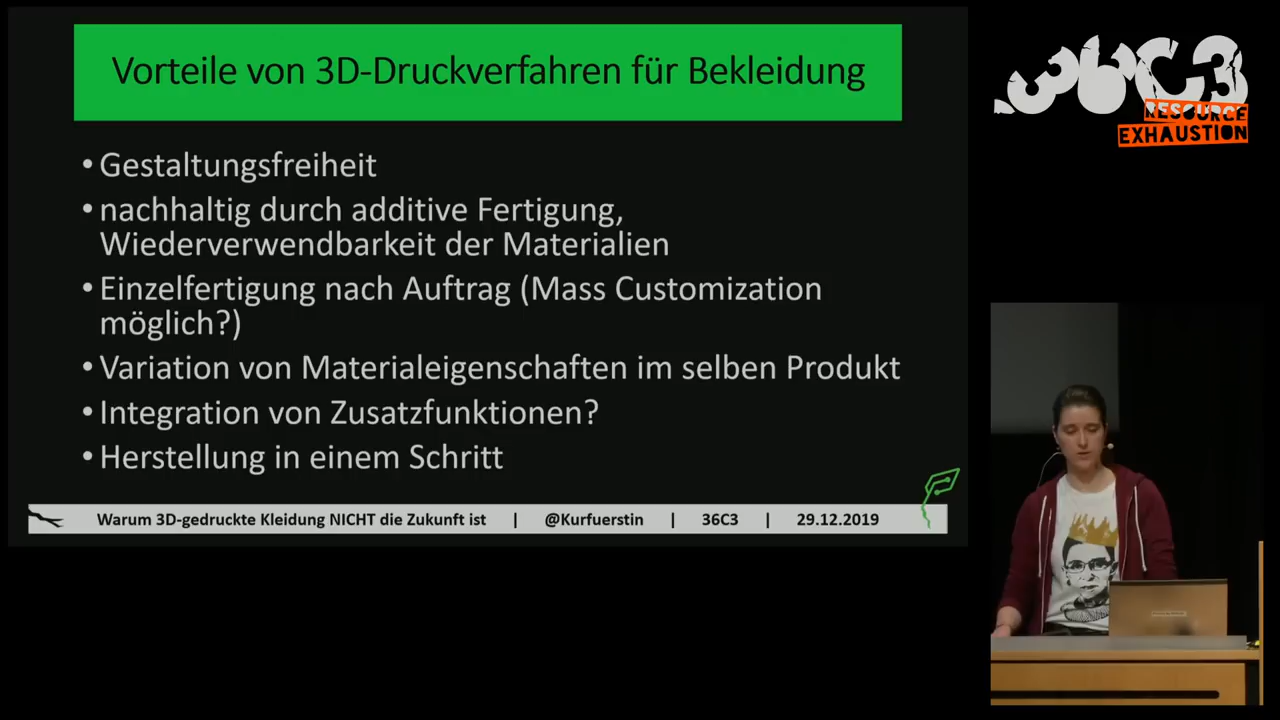 Vorteile von 3D-Druckverfahren für Bekleidung
• Gestaltungsfreiheit
• nachhaltig durch additive Fertigung,
Wiederverwendbarkeit der Materialien
• Einzelfertigung nach Auftrag (Mass Customization
möglich?)
• Variation von Materialeigenschaften im selben Produkt
• Integration von Zusatzfunktionen?
• Herstellung in einem Schritt
Warum 3D-gedruckte Kleidung NICHT die Zukunft ist | @Kurfuerstin | 36C3 | 29.12.2019
36C3
RESOURCE
EXHAUSTION